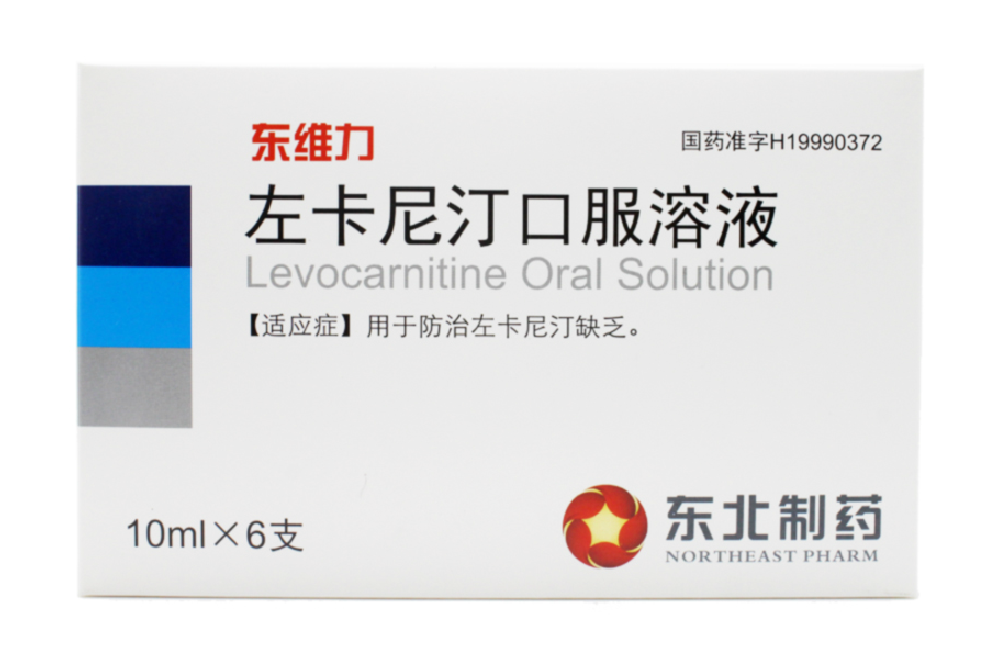 东维力
国药准字H19990372
左卡尼汀口服溶液
Levocarnitine Oral Solution
【适应症】用于防治左卡尼汀缺乏。
10ml×6支
东北制药
NORTHEAST PHARM